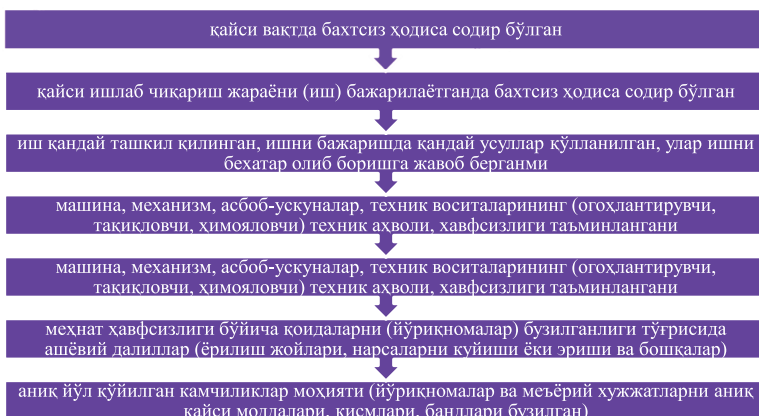 қайси вақтда бахтсиз ҳодиса содир бўлган
қайси ишлаб чиқариш жараёни (иш) бажарилаётганда бахтсиз ҳодиса содир бўлган
иш қандай ташкил қилинган, ишни бажаришда қандай усуллар қўлланилган, улар ишни
бехатар олиб боришга жавоб берганми
машина, механизм, асбоб-ускуналар, техник воситаларининг (огоҳлантирувчи,
тақиқловчи, ҳимояловчи) техник аҳволи, хавфсизлиги таъминлангани
машина, механизм, асбоб-ускуналар, техник воситаларининг (огоҳлантирувчи,
тақиқловчи, ҳимояловчи) техник аҳволи, хавфсизлиги таъминлангани
меҳнат ҳавфсизлиги бўйича қоидаларни (йўриқномалар) бузилганлиги тўғрисида
ашёвий далиллар (ёрилиш жойлари, нарсаларни куйиши ёки эриши ва бошқалар)
аниқ йўл қўйилган камчиликлар моҳияти (йўриқномалар ва меъёрий хужжатларни аниқ
қайси моддалари, қисмлари, бандлари бузилган)